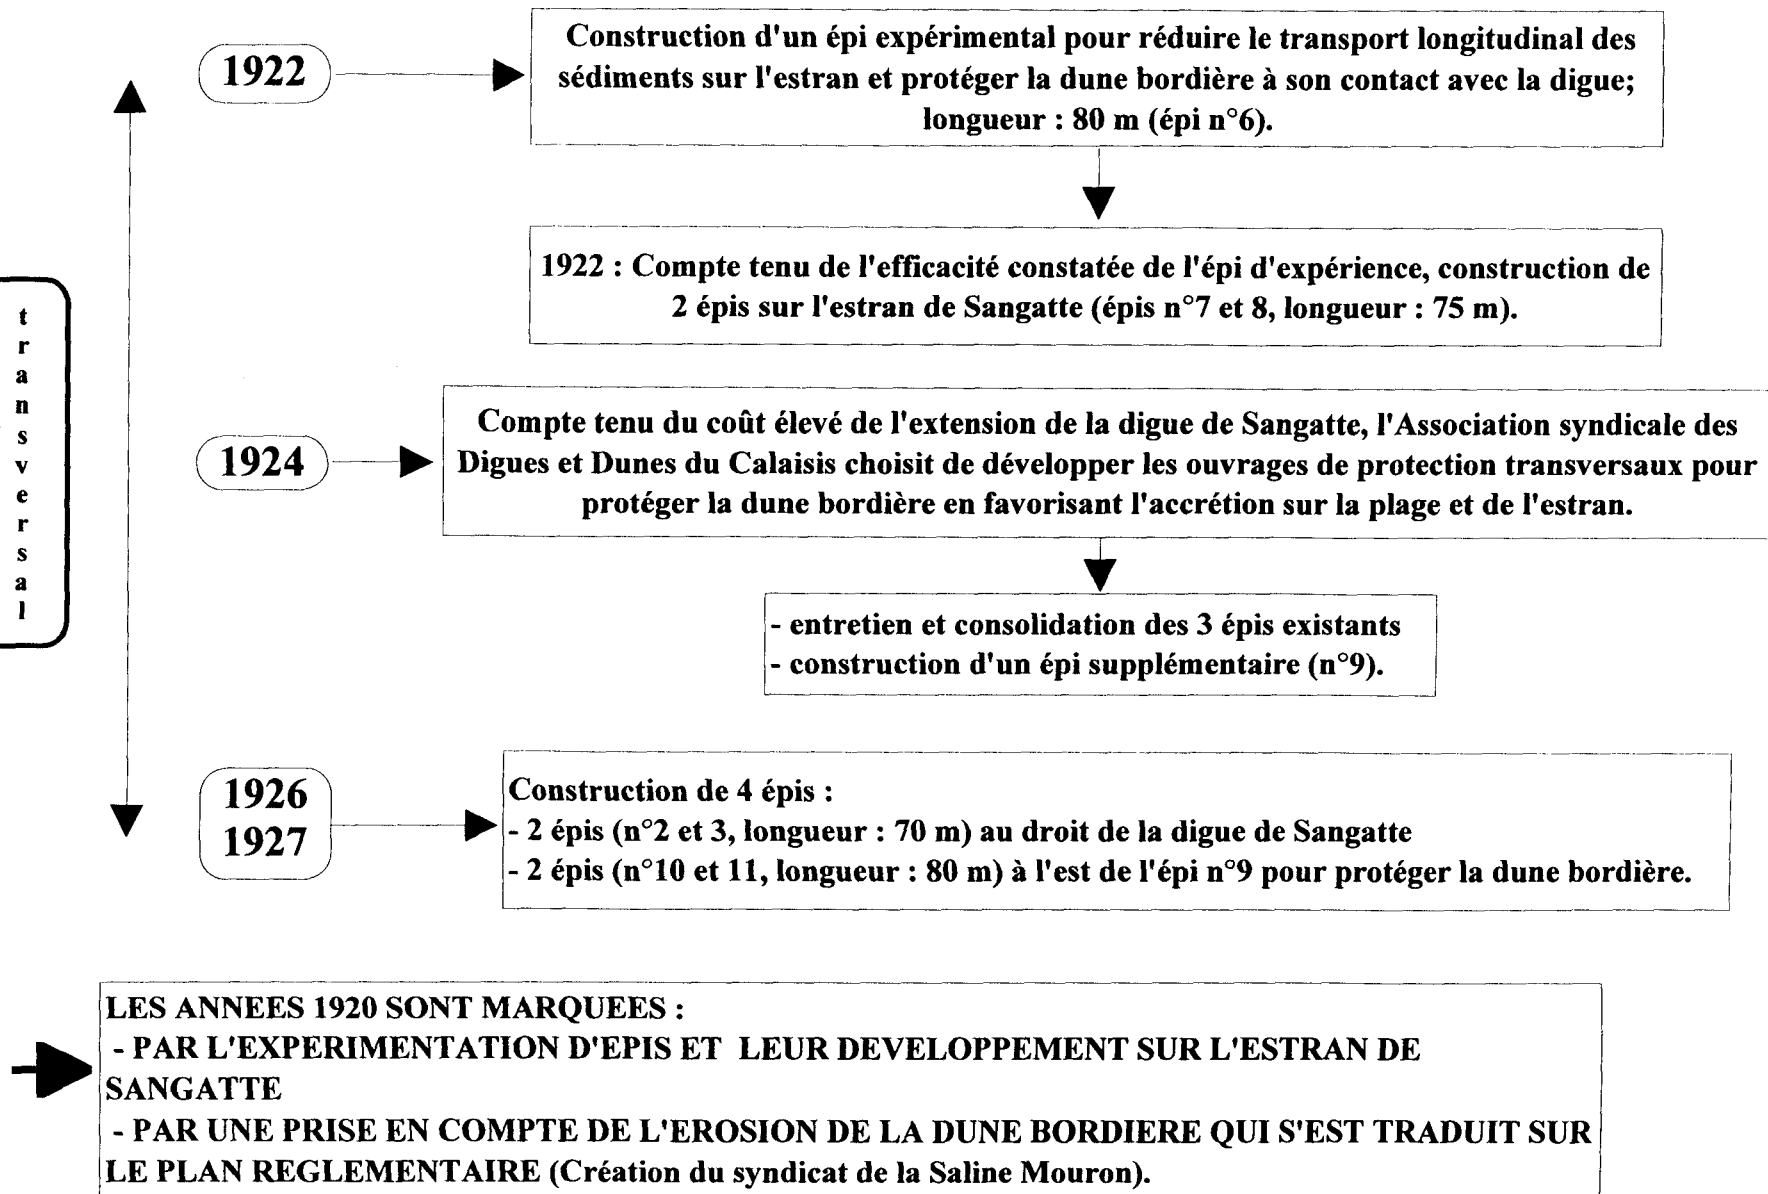 transversal
1922
Construction d'un épi expérimental pour réduire le transport longitudinal des
sédiments sur l'estran et protéger la dune bordière à son contact avec la digue;
longueur : 80 m (épi n°6).
1922 : Compte tenu de l'efficacité constatée de l'épi d'expérience, construction de
2 épis sur l'estran de Sangatte (épis n°7 et 8, longueur : 75 m).
1924
Compte tenu du coût élevé de l'extension de la digue de Sangatte, l'Association syndicale des
Digues et Dunes du Calaisis choisit de développer les ouvrages de protection transversaux pour
protéger la dune bordière en favorisant l'accrétion sur la plage et de l'estran.
- entretien et consolidation des 3 épis existants
- construction d'un épi supplémentaire (n°9).
1926
1927
Construction de 4 épis :
- 2 épis (n°2 et 3, longueur : 70 m) au droit de la digue de Sangatte
- 2 épis (n°10 et 11, longueur : 80 m) à l'est de l'épi n°9 pour protéger la dune bordière.
LES ANNEES 1920 SONT MARQUEES :
- PAR L'EXPERIMENTATION D'EPIS ET LEUR DEVELOPPEMENT SUR L'ESTRAN DE
SANGATTE
- PAR UNE PRISE EN COMPTE DE L'EROSION DE LA DUNE BORDIERE QUI S'EST TRADUIT SUR
LE PLAN REGLEMENTAIRE (Création du syndicat de la Saline Mouron).